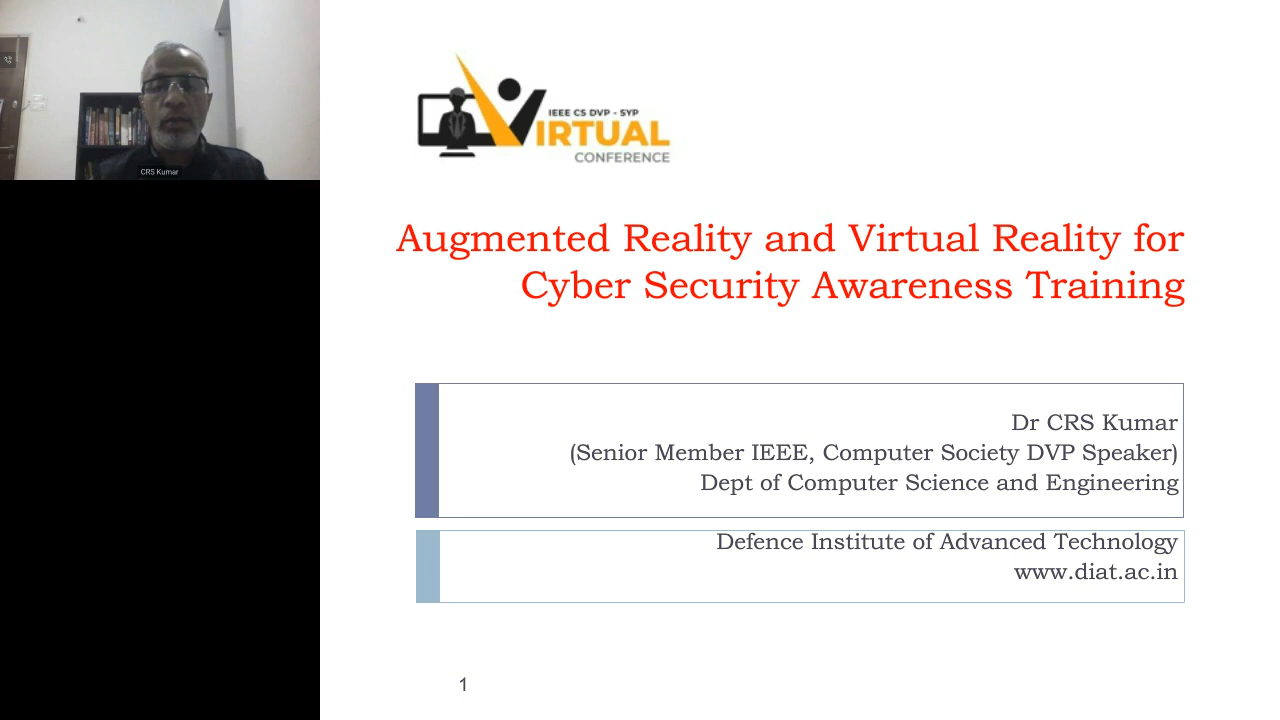 CRS Kumar
IEEE CS DVP - SYP
VIRTUAL
CONFERENCE
Augmented Reality and Virtual Reality for
Cyber Security Awareness Training
Dr CRS Kumar
(Senior Member IEEE, Computer Society DVP Speaker)
Dept of Computer Science and Engineering
Defence Institute of Advanced Technology
www.diat.ac.in
1